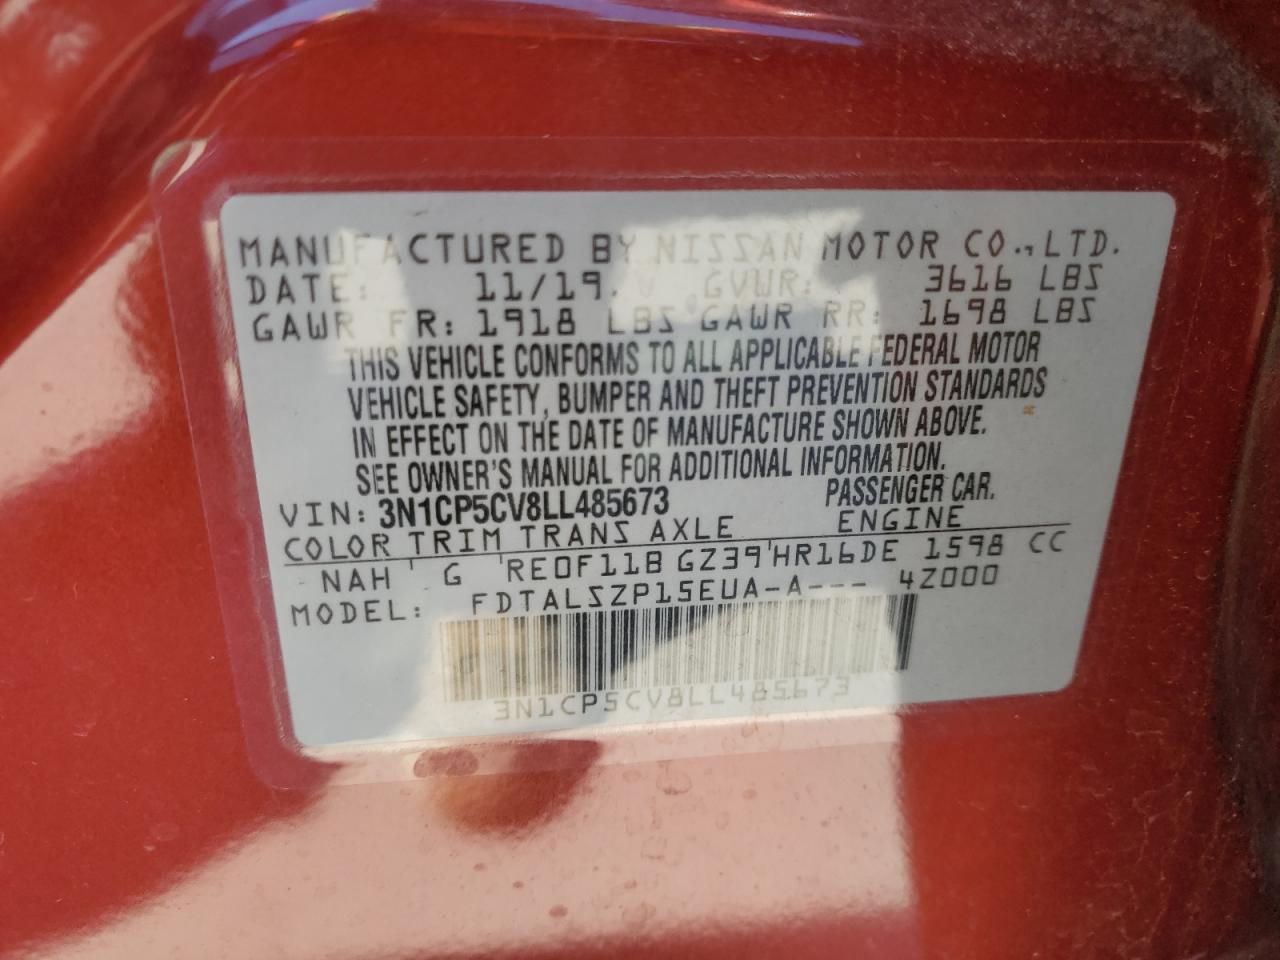 MANUFACTURED BY NISSAN MOTOR CO., LTD.
DATE: 11/19 GVWR: 3616 LBS
GAWR FR: 1918 LBS GAWR RR: 1698 LBS
THIS VEHICLE CONFORMS TO ALL APPLICABLE FEDERAL MOTOR
VEHICLE SAFETY, BUMPER AND THEFT PREVENTION STANDARDS
IN EFFECT ON THE DATE OF MANUFACTURE SHOWN ABOVE.
SEE OWNER'S MANUAL FOR ADDITIONAL INFORMATION.
VIN: 3N1CP5CV8LL485673 PASSENGER CAR.
COLOR TRIM TRANS AXLE ENGINE
NAH G RE0F11B GZ39 HR16DE 1598 CC
MODEL: FDTALSZP15EUA-A--- 4Z000
3N1CP5CV8LL485673